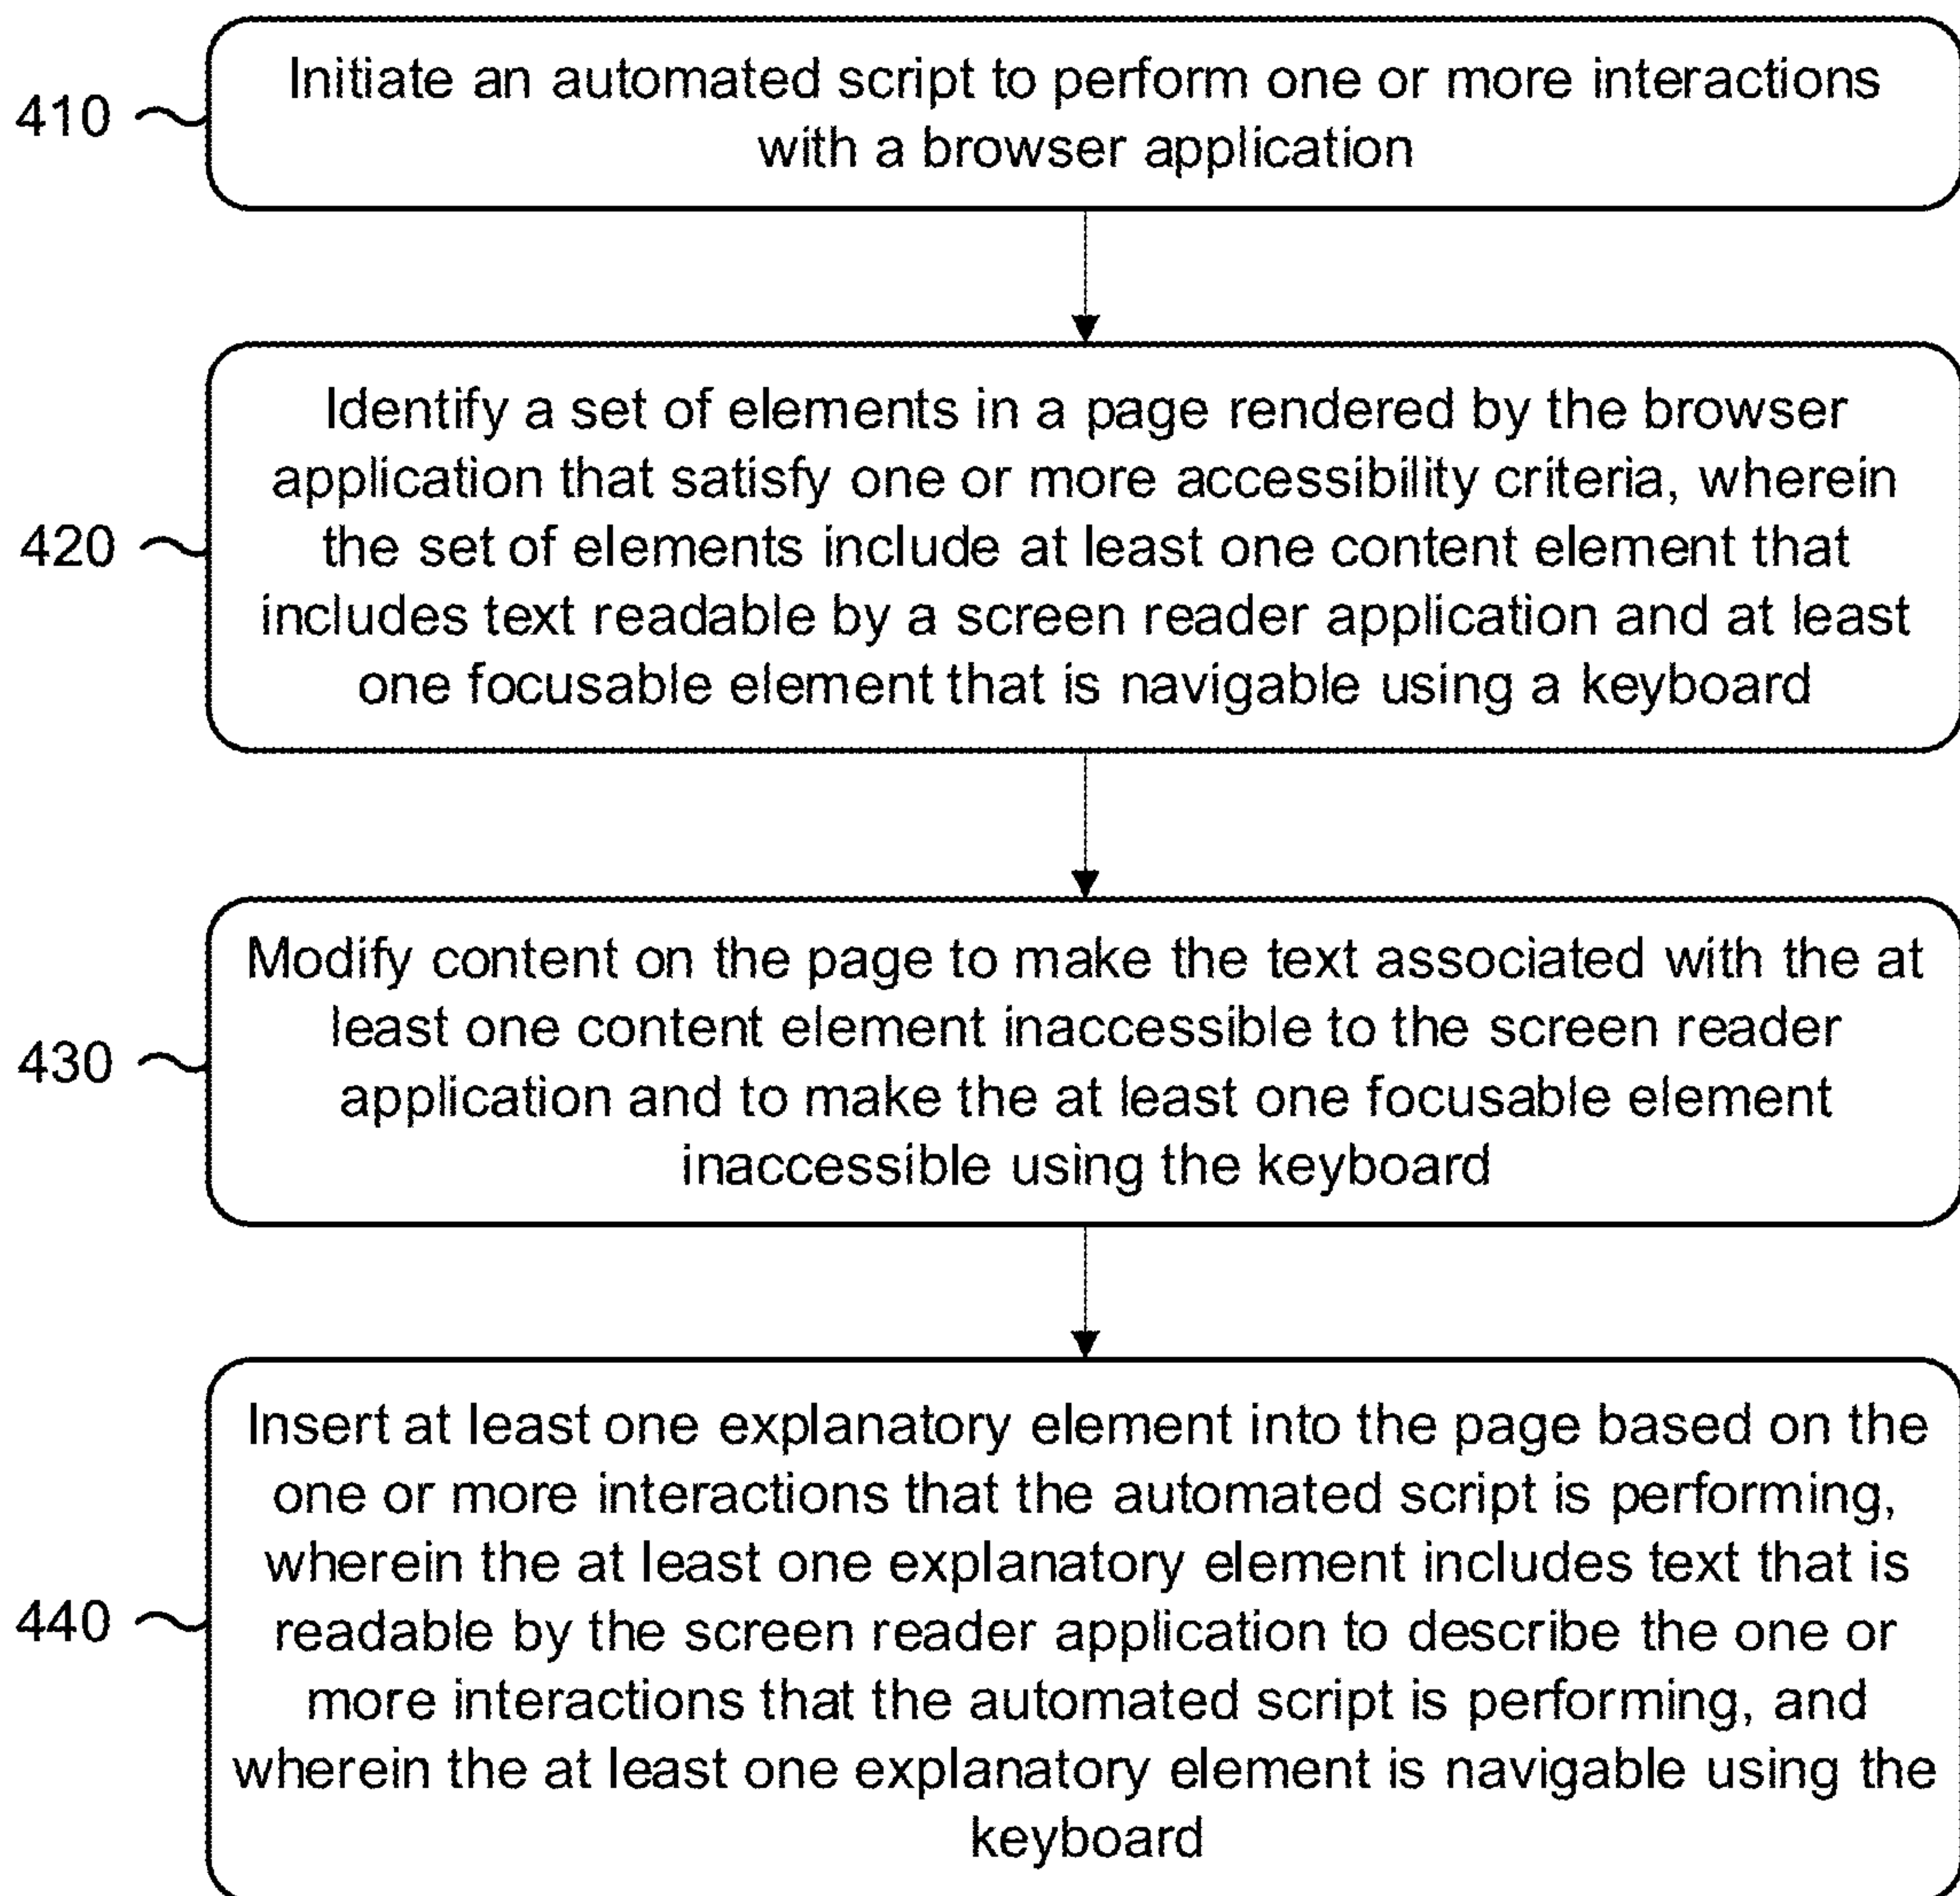 Initiate an automated script to perform one or more interactions
410
with a browser application
Identify a set of elements in a page rendered by the browser
application that satisfy one or more accessibility criteria, wherein
420
the set of elements include at least one content element that
includes text readable by a screen reader application and at least
one focusable element that is navigable using a keyboard
Modify content on the page to make the text associated with the at
least one content element inaccessible to the screen reader
430
application and to make the at least one focusable element
inaccessible using the keyboard
Insert at least one explanatory element into the page based on the
one or more interactions that the automated script is performing,
wherein the at least one explanatory element includes text that is
440
readable by the screen reader application to describe the one or
more interactions that the automated script is performing, and
wherein the at least one explanatory element is navigable using the
keyboard